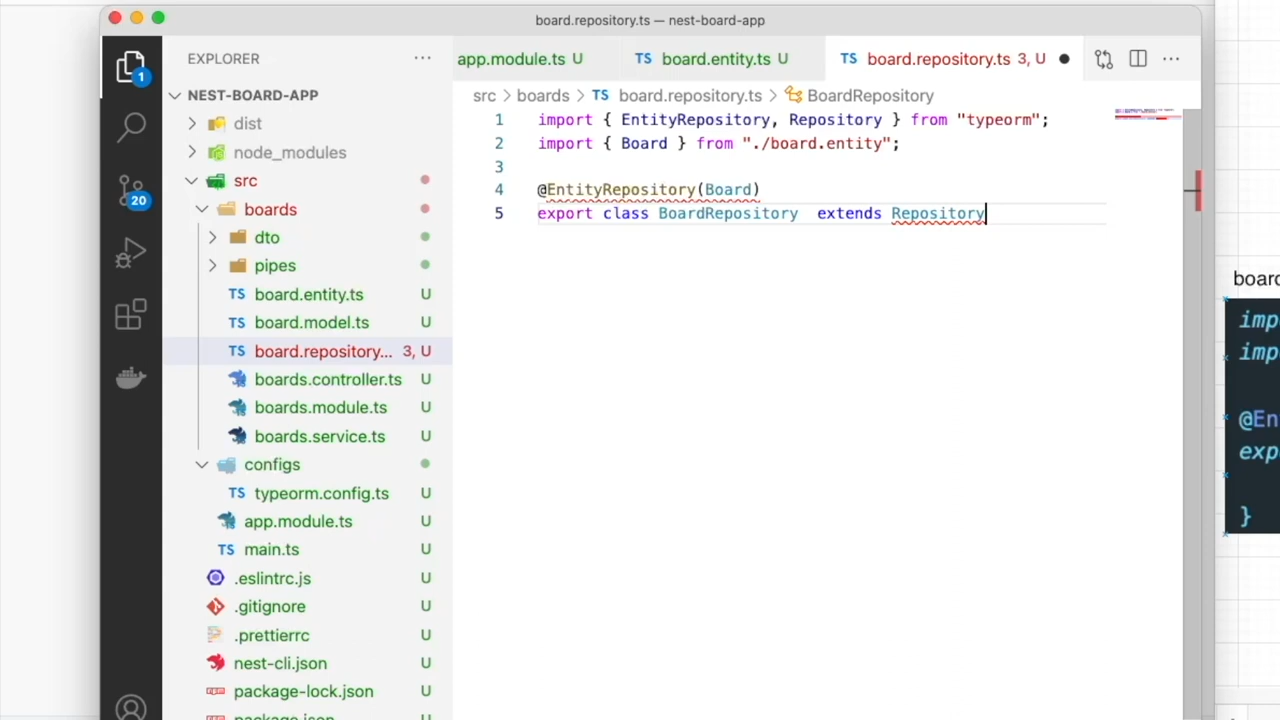 board.repository.ts — nest-board-app
EXPLORER
app.module.ts U
TS board.entity.ts U
TS board.repository.ts 3, U
1
20
NEST-BOARD-APP
dist
node_modules
src
boards
dto
pipes
TS board.entity.ts U
TS board.model.ts U
TS board.repository... 3, U
boards.controller.ts U
boards.module.ts U
boards.service.ts U
configs
TS typeorm.config.ts U
app.module.ts U
TS main.ts U
.eslintrc.js U
.gitignore U
.prettierrc U
nest-cli.json U
package-lock.json U
package.json U
src > boards > TS board.repository.ts > BoardRepository
1 import { EntityRepository, Repository } from "typeorm";
2 import { Board } from "./board.entity";
3
4 @EntityRepository(Board)
5 export class BoardRepository  extends Repository
board
imp
imp
@En
exp
}